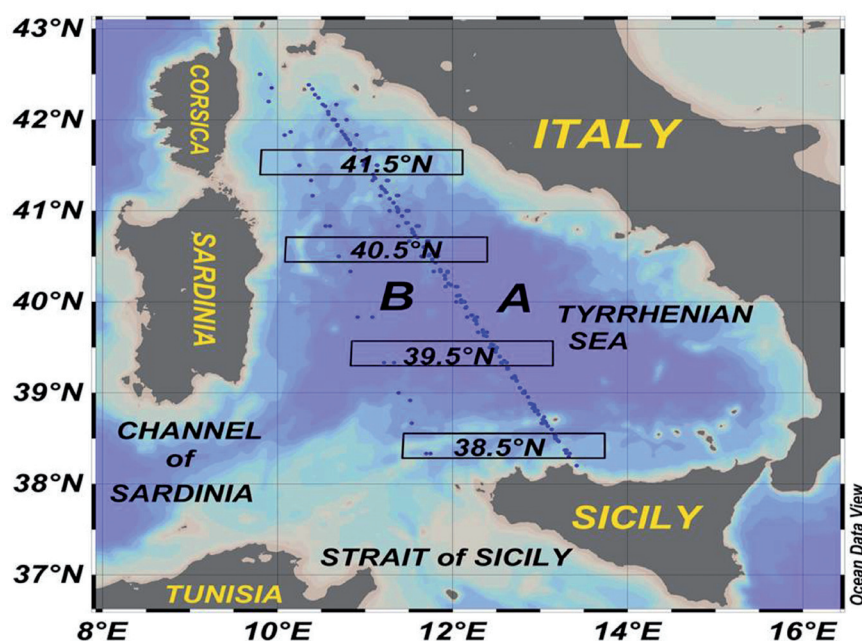 43°N
CORSICA
ITALY
42°N
41.5°N
41°N
SARDINIA
40.5°N
40°N
B
A
TYRRHENIAN
SEA
39.5°N
39°N
CHANNEL
of
SARDINIA
38.5°N
38°N
SICILY
STRAIT of SICILY
37°N
TUNISIA
Ocean Data View
8°E
10°E
12°E
14°E
16°E